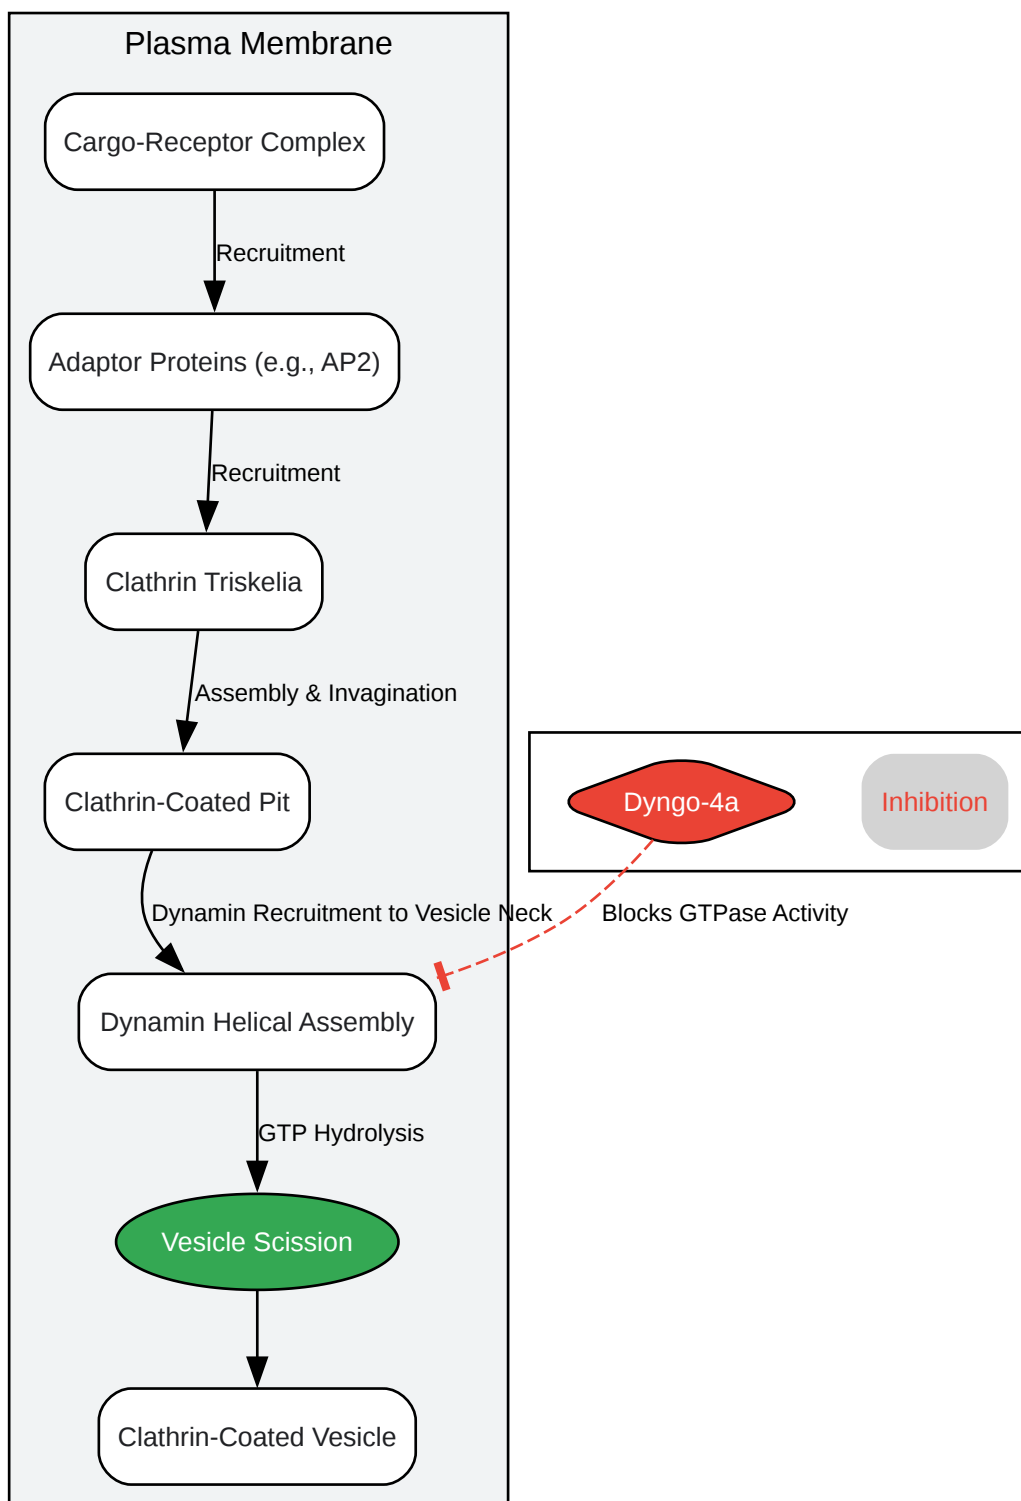 Plasma Membrane
Cargo-Receptor Complex
Recruitment
Adaptor Proteins (e.g., AP2)
Recruitment
Clathrin Triskelia
Assembly & Invagination
Clathrin-Coated Pit
Dyngo-4a
Inhibition
Dynamin Recruitment to Vesicle Neck
Blocks GTPase Activity
Dynamin Helical Assembly
GTP Hydrolysis
Vesicle Scission
Clathrin-Coated Vesicle